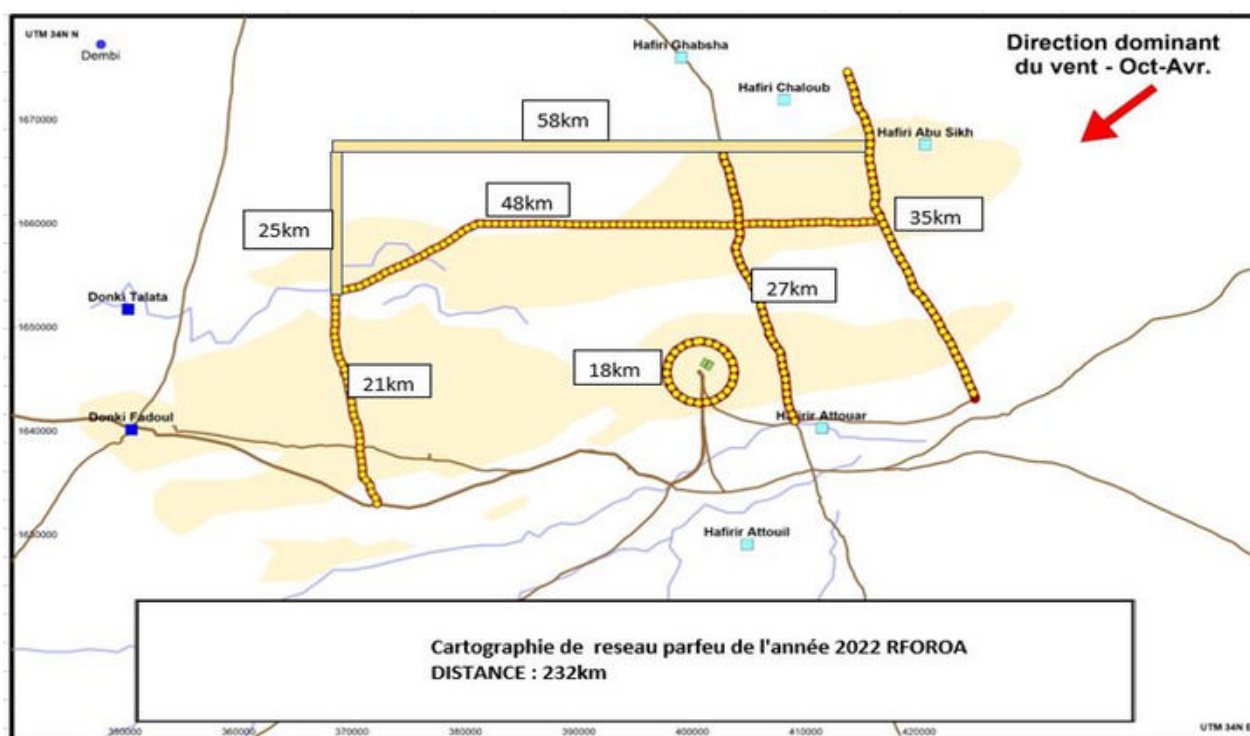 UTM 34N N
Dembi
Hafiri Ghabsha
Direction dominant
du vent - Oct-Avr.
Hafiri Chaloub
1670000
58km
Hafiri Abu Sikh
48km
35km
25km
1660000
27km
Donki Talata
1650000
18km
21km
Donki Fadoul
Hafirir Attouar
1640000
Hafirir Attouil
Cartographie de reseau parfeu de l'année 2022 RFOROA
DISTANCE : 232km
360000
370000
380000
390000
400000
410000
420000
UTM 34N E